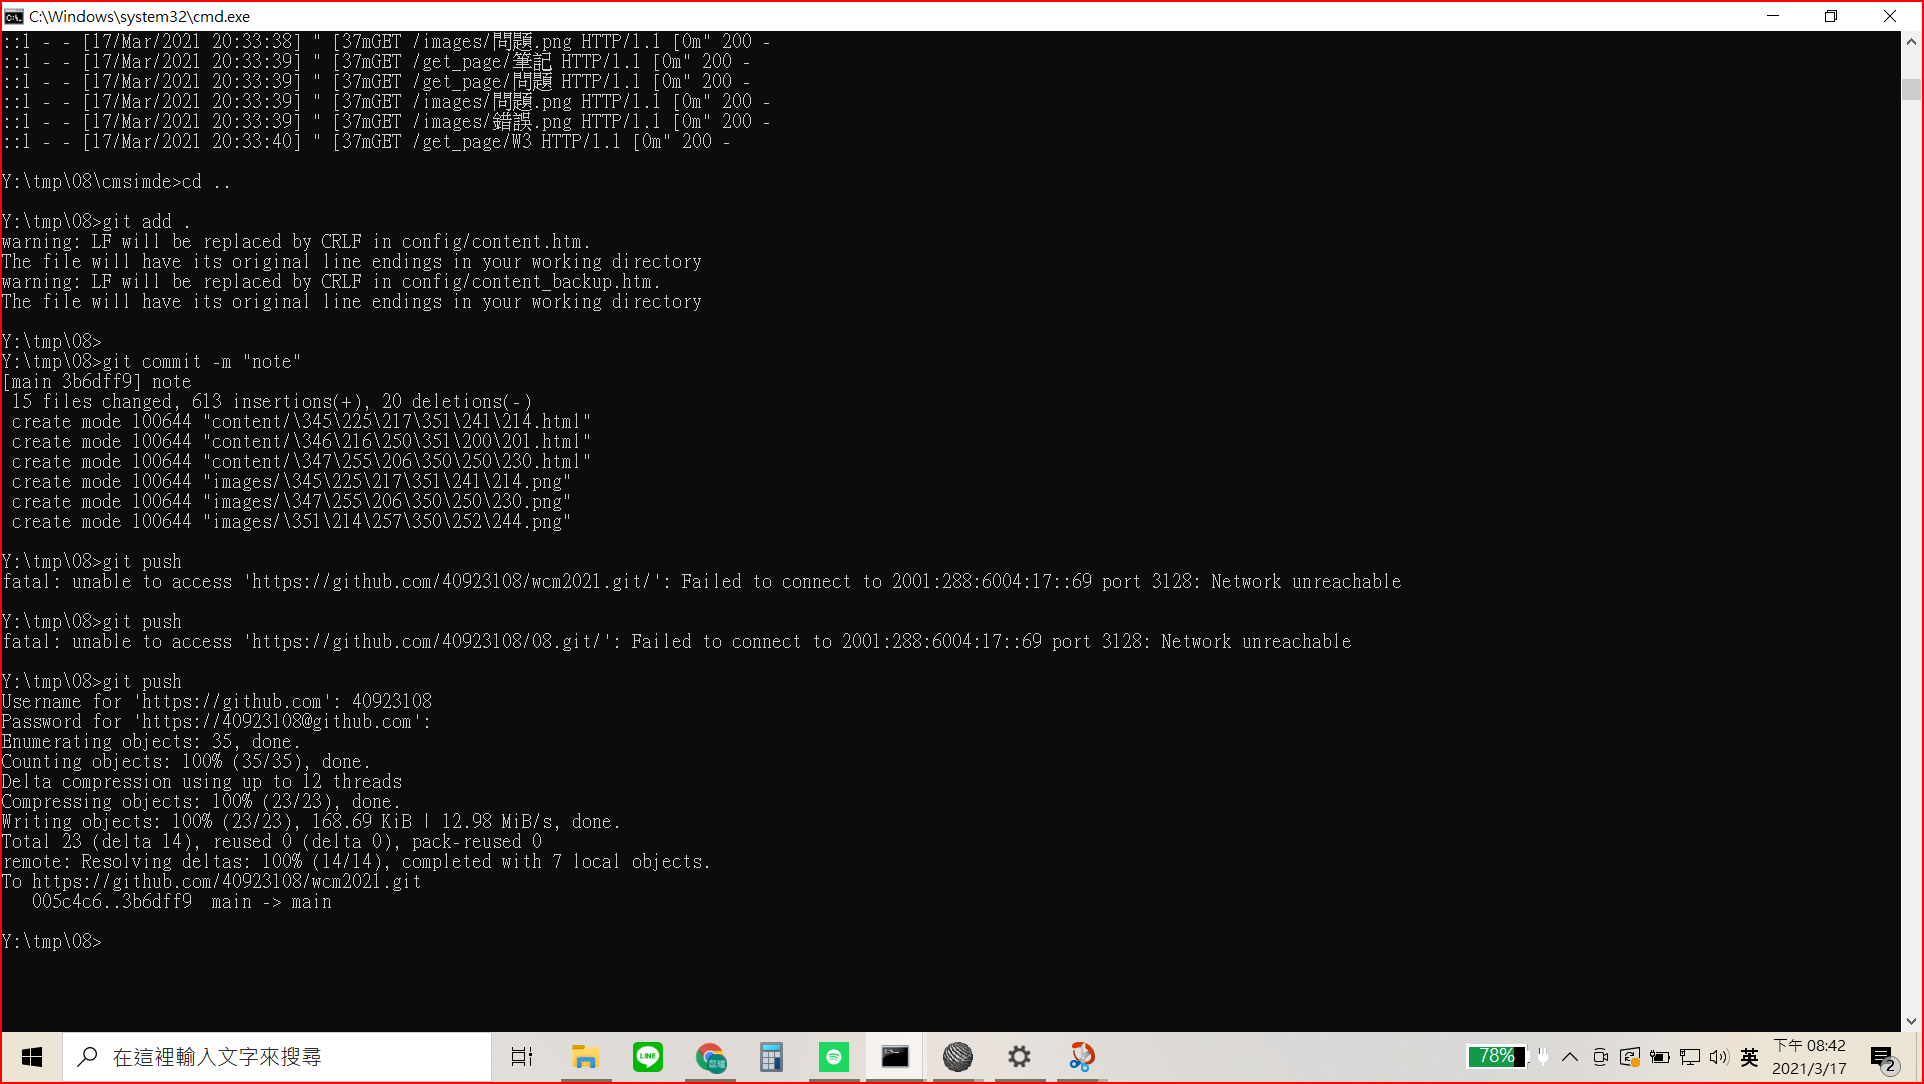 C:\Windows\system32\cmd.exe
::1 - - [17/Mar/2021 20:33:38] " [37mGET /images/問題.png HTTP/1.1 [0m" 200 -
::1 - - [17/Mar/2021 20:33:39] " [37mGET /get_page/筆記 HTTP/1.1 [0m" 200 -
::1 - - [17/Mar/2021 20:33:39] " [37mGET /get_page/問題 HTTP/1.1 [0m" 200 -
::1 - - [17/Mar/2021 20:33:39] " [37mGET /images/問題.png HTTP/1.1 [0m" 200 -
::1 - - [17/Mar/2021 20:33:39] " [37mGET /images/錯誤.png HTTP/1.1 [0m" 200 -
::1 - - [17/Mar/2021 20:33:40] " [37mGET /get_page/W3 HTTP/1.1 [0m" 200 -
Y:\tmp\08\cmsimde>cd ..
Y:\tmp\08>git add .
warning: LF will be replaced by CRLF in config/content.htm.
The file will have its original line endings in your working directory
warning: LF will be replaced by CRLF in config/content_backup.htm.
The file will have its original line endings in your working directory
Y:\tmp\08>
Y:\tmp\08>git commit -m "note"
[main 3b6dff9] note
15 files changed, 613 insertions(+), 20 deletions(-)
create mode 100644 "content/\345\225\217\351\241\214.html"
create mode 100644 "content/\346\216\250\351\200\201.html"
create mode 100644 "content/\347\255\206\350\250\230.html"
create mode 100644 "images/\345\225\217\351\241\214.png"
create mode 100644 "images/\347\255\206\350\250\230.png"
create mode 100644 "images/\351\214\257\350\252\244.png"
Y:\tmp\08>git push
fatal: unable to access 'https://github.com/40923108/wcm2021.git/': Failed to connect to 2001:288:6004:17::69 port 3128: Network unreachable
Y:\tmp\08>git push
fatal: unable to access 'https://github.com/40923108/08.git/': Failed to connect to 2001:288:6004:17::69 port 3128: Network unreachable
Y:\tmp\08>git push
Username for 'https://github.com': 40923108
Password for 'https://40923108@github.com':
Enumerating objects: 35, done.
Counting objects: 100% (35/35), done.
Delta compression using up to 12 threads
Compressing objects: 100% (23/23), done.
Writing objects: 100% (23/23), 168.69 KiB | 12.98 MiB/s, done.
Total 23 (delta 14), reused 0 (delta 0), pack-reused 0
remote: Resolving deltas: 100% (14/14), completed with 7 local objects.
To https://github.com/40923108/wcm2021.git
005c4c6..3b6dff9  main -> main
Y:\tmp\08>
在這裡輸入文字來搜尋
LINE
78%
英
下午 08:42
2021/3/17
2